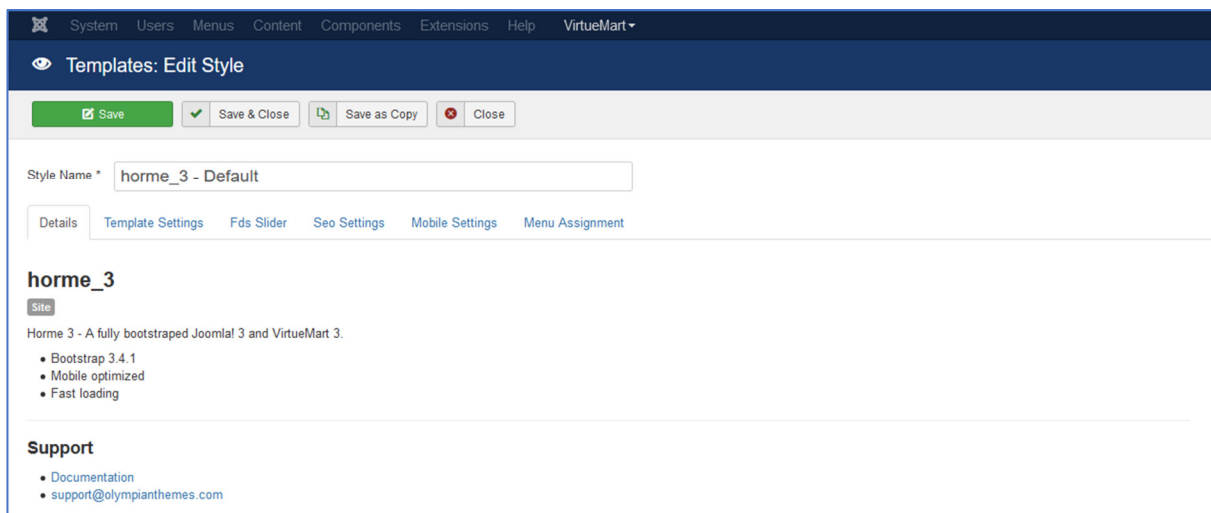 System Users Menus Content Components Extensions Help VirtueMart
Templates: Edit Style
Save Save & Close Save as Copy Close
Style Name * horme_3 - Default
Details Template Settings Fds Slider Seo Settings Mobile Settings Menu Assignment
horme_3
Site
Horme 3 - A fully bootstraped Joomla! 3 and VirtueMart 3.
• Bootstrap 3.4.1
• Mobile optimized
• Fast loading
Support
• Documentation
• support@olympianthemes.com